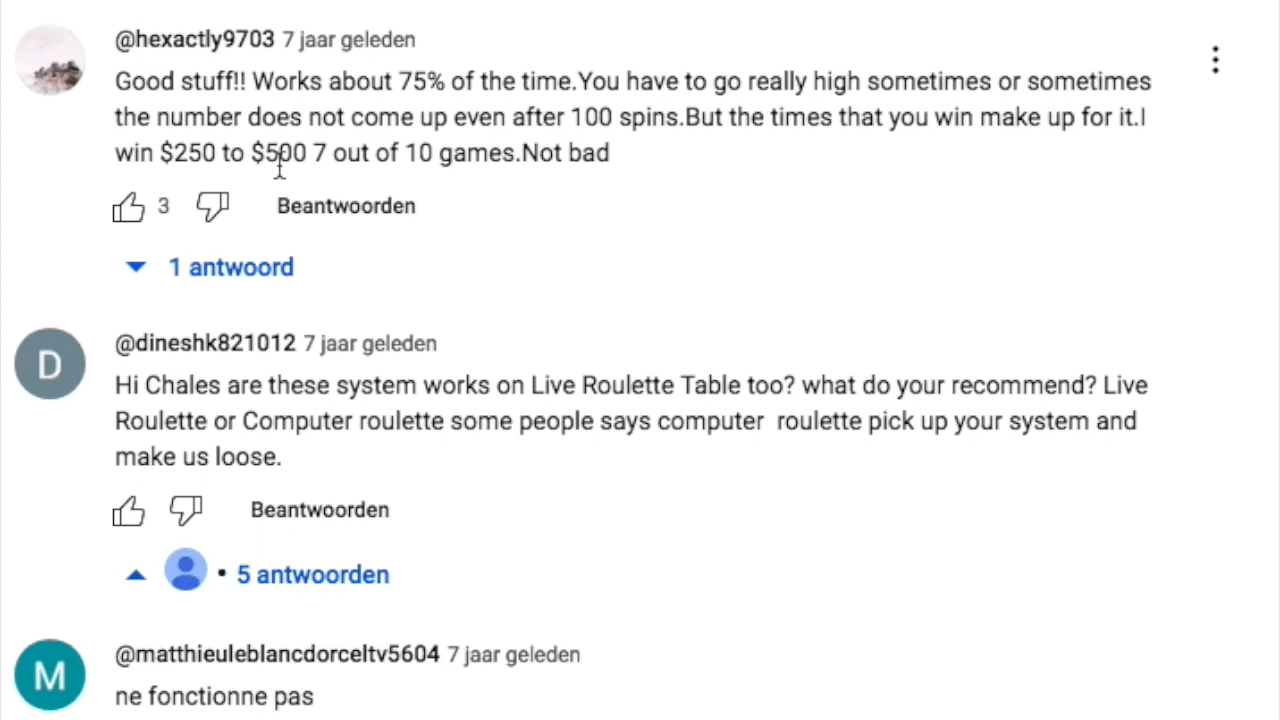 @hexactly9703 7 jaar geleden
Good stuff!! Works about 75% of the time.You have to go really high sometimes or sometimes
the number does not come up even after 100 spins.But the times that you win make up for it.I
win $250 to $500 7 out of 10 games.Not bad
3 Beantwoorden
1 antwoord
D
@dineshk821012 7 jaar geleden
Hi Chales are these system works on Live Roulette Table too? what do your recommend? Live
Roulette or Computer roulette some people says computer  roulette pick up your system and
make us loose.
Beantwoorden
• 5 antwoorden
M
@matthieuleblancdorceltv5604 7 jaar geleden
ne fonctionne pas